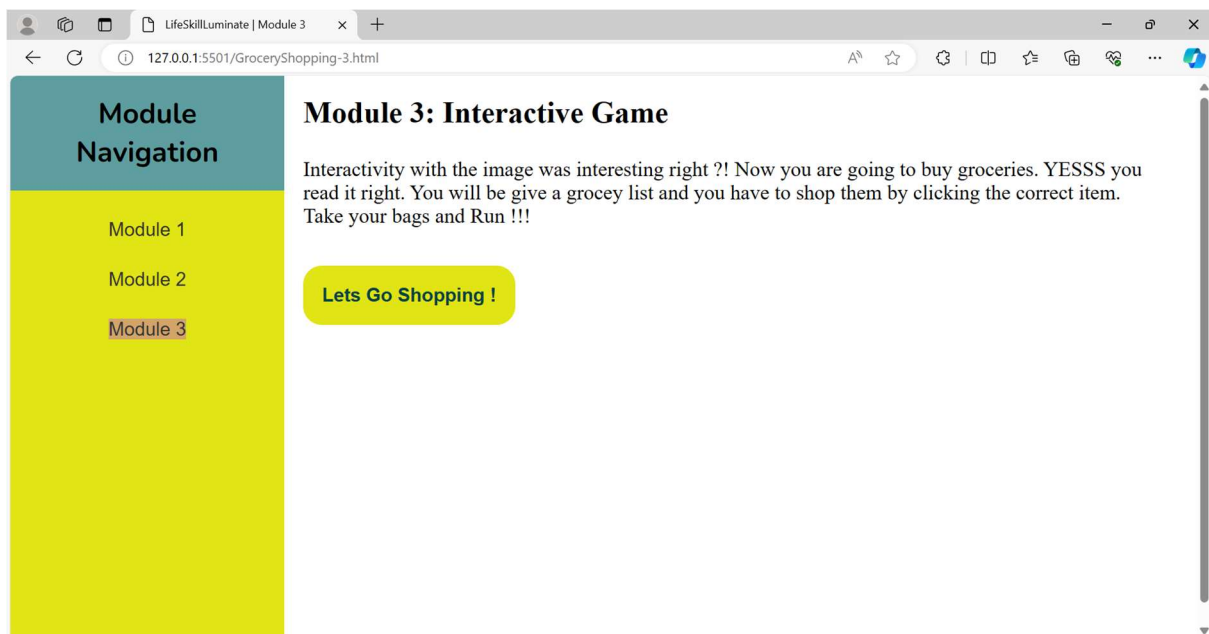 LifeSkillLuminate | Module 3
127.0.0.1:5501/GroceryShopping-3.html
Module
Navigation
Module 1
Module 2
Module 3
Module 3: Interactive Game
Interactivity with the image was interesting right ?! Now you are going to buy groceries. YESSS you
read it right. You will be give a grocey list and you have to shop them by clicking the correct item.
Take your bags and Run !!!
Lets Go Shopping !